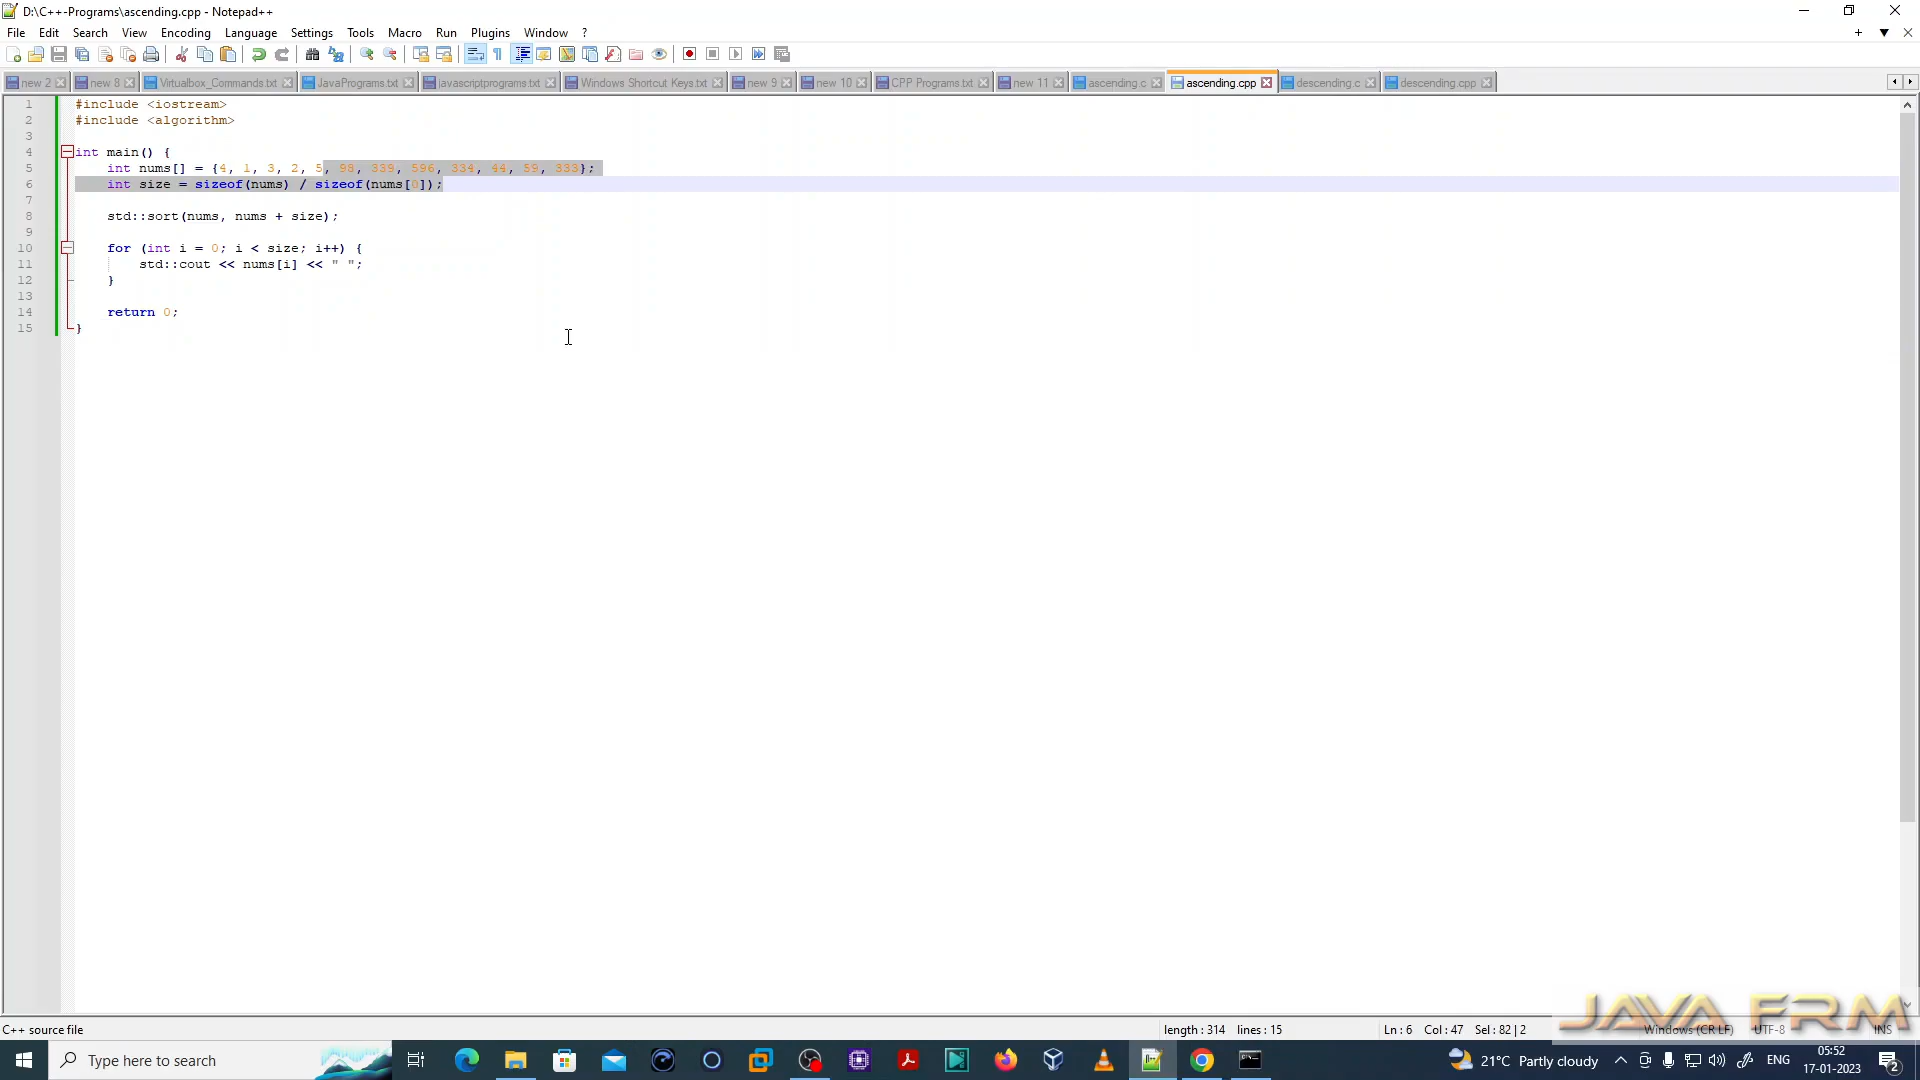 D:\C++-Programs\ascending.cpp - Notepad++
File Edit Search View Encoding Language Settings Tools Macro Run Plugins Window ?
new 2 new 8 Virtualbox_Commands.txt JavaPrograms.txt javascriptprograms.txt Windows Shortcut Keys.txt new 9 new 10 CPP Programs.txt new 11 ascending.c ascending.cpp descending.c descending.cpp
1 #include <iostream>
2 #include <algorithm>
3
4 int main() {
5 int nums[] = {4, 1, 3, 2, 5, 98, 339, 596, 334, 44, 59, 333};
6 int size = sizeof(nums) / sizeof(nums[0]);
7
8 std::sort(nums, nums + size);
9
10 for (int i = 0; i < size; i++) {
11 std::cout << nums[i] << " ";
12 }
13
14 return 0;
15 }
C++ source file length : 314 lines : 15 Ln : 6 Col : 47 Sel : 82 | 2 Windows (CR LF) UTF-8 INS
JAVA FRM
Type here to search 21°C Partly cloudy ENG 05:52
17-01-2023 2